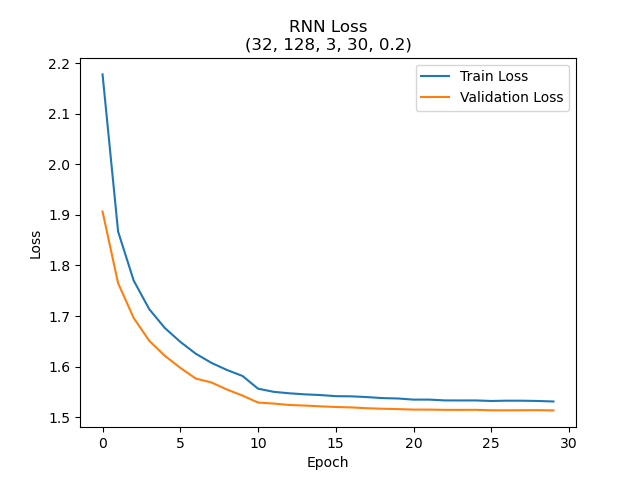 RNN Loss
(32, 128, 3, 30, 0.2)
Train Loss
Validation Loss
2.2
2.1
2.0
1.9
1.8
1.7
1.6
1.5
Loss
0 5 10 15 20 25 30
Epoch